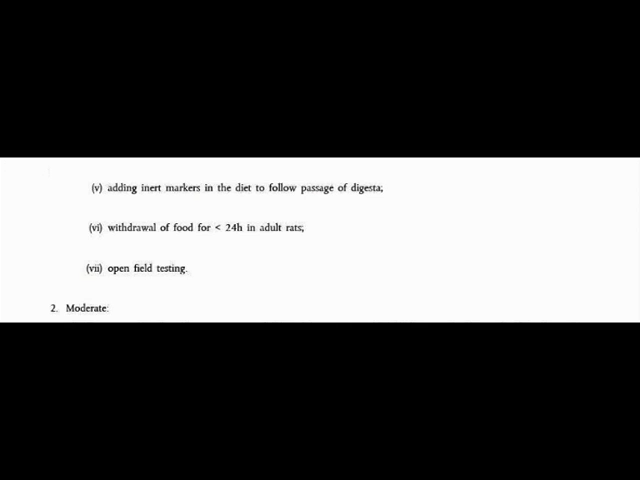 (v) adding inert markers in the diet to follow passage of digesta;
(vi) withdrawal of food for < 24h in adult rats;
(vii) open field testing.
2. Moderate: